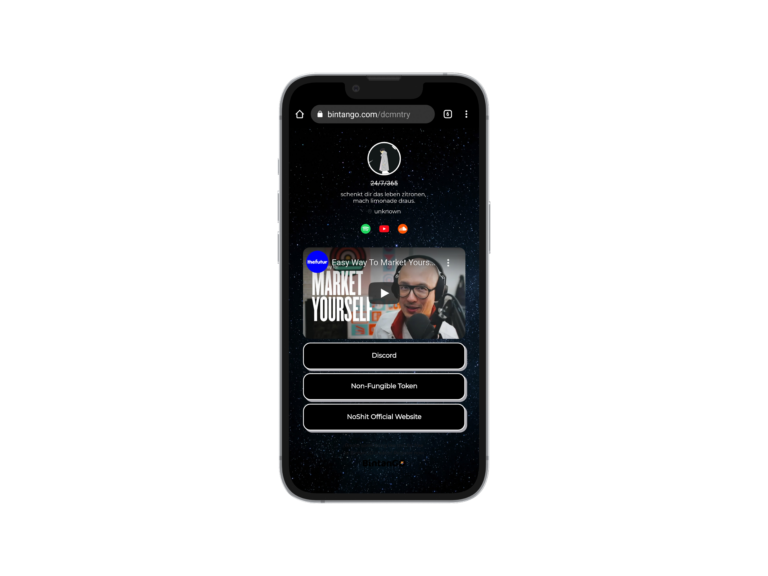 bintango.com/dcmntry
6
24/7/365
schenkt dir das leben zitronen,
mach limonade draus.
unknown
thefutur
Easy Way To Market Yours...
MARKET
YOURSELF
Discord
Non-Fungible Token
NoShit Official Website